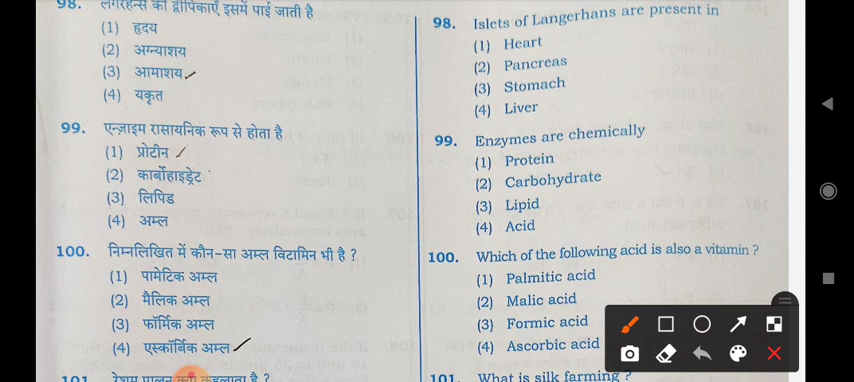 98. लैंगरहैन्स की द्वीपिकाएँ इसमें पाई जाती है
(1) हृदय
(2) अग्न्याशय
(3) आमाशय
(4) यकृत
99. एन्ज़ाइम रासायनिक रूप से होता है
(1) प्रोटीन
(2) कार्बोहाइड्रेट
(3) लिपिड
(4) अम्ल
100. निम्नलिखित में कौन-सा अम्ल विटामिन भी है ?
(1) पामेटिक अम्ल
(2) मैलिक अम्ल
(3) फॉर्मिक अम्ल
(4) एस्कॉर्बिक अम्ल
101. रेशम पालन क्या कहलाता है ?
98. Islets of Langerhans are present in
(1) Heart
(2) Pancreas
(3) Stomach
(4) Liver
99. Enzymes are chemically
(1) Protein
(2) Carbohydrate
(3) Lipid
(4) Acid
100. Which of the following acid is also a vitamin ?
(1) Palmitic acid
(2) Malic acid
(3) Formic acid
(4) Ascorbic acid
101. What is silk farming ?